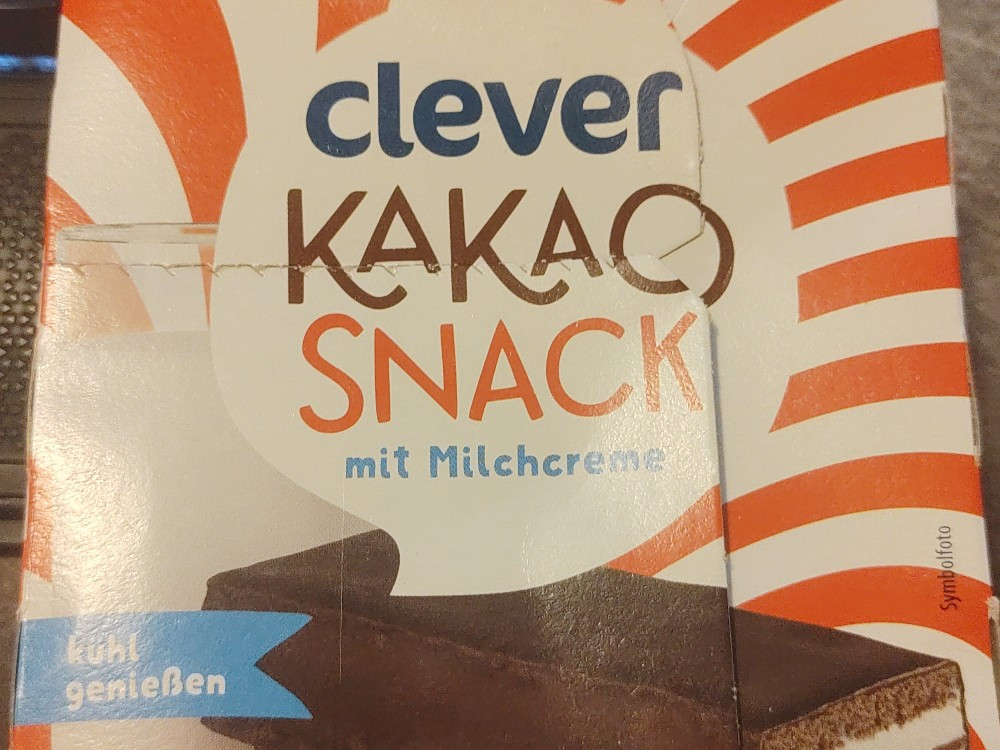 clever
KAKAO
SNACK
mit Milchcreme
kühl
genießen
Symbolfoto